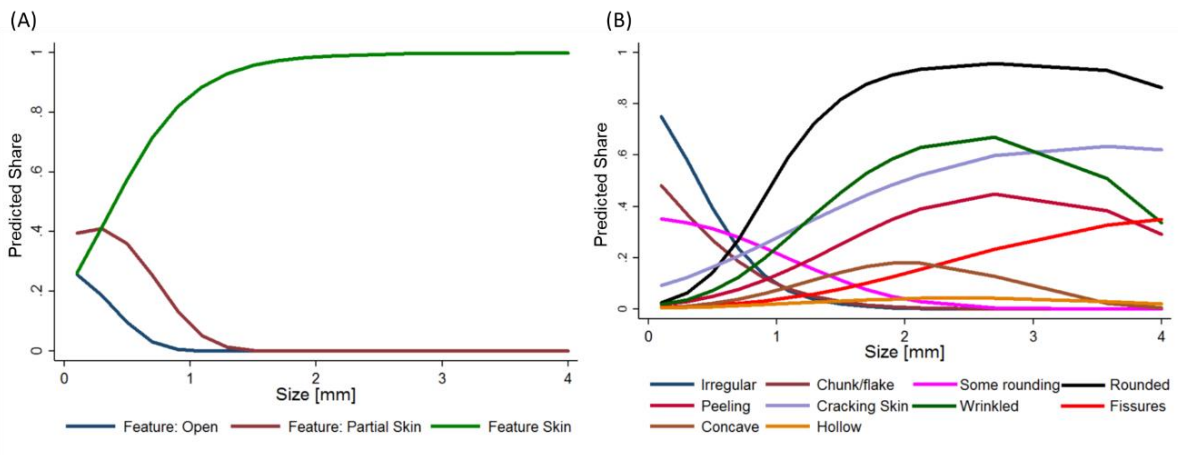 (A)
Predicted Share
1
.8
.6
.4
.2
0
0 1 2 3 4
Size [mm]
Feature: Open Feature: Partial Skin Feature Skin
(B)
Predicted Share
1
.8
.6
.4
.2
0
0 1 2 3 4
Size [mm]
Irregular Chunk/flake Some rounding Rounded
Peeling Cracking Skin Wrinkled Fissures
Concave Hollow